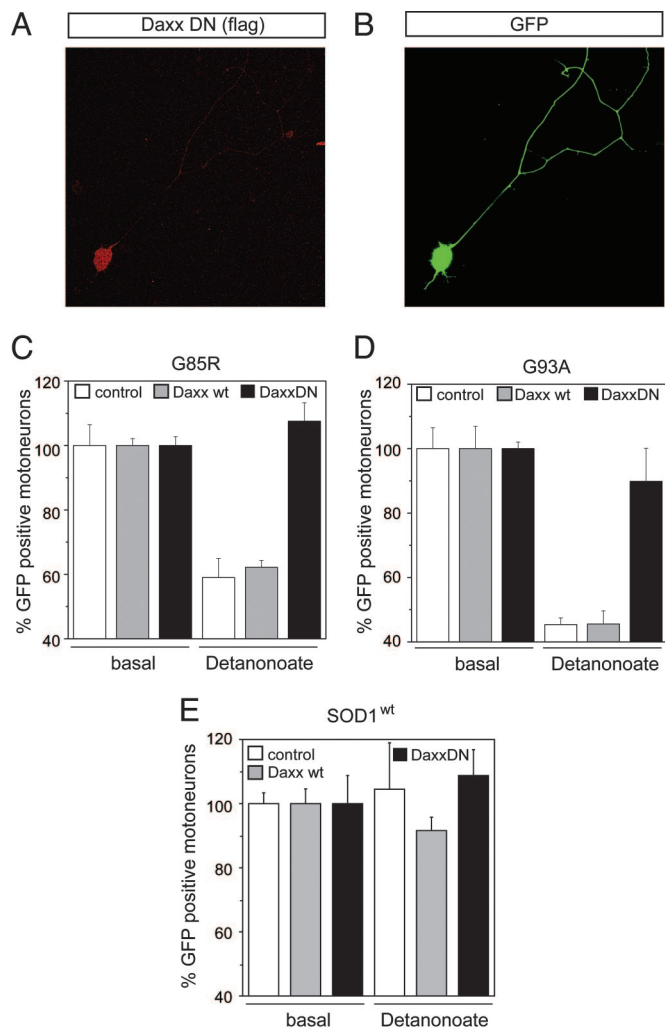 A
Daxx DN (flag)
B
GFP
C
G85R
% GFP positive motoneurons
120
100
80
60
40
control Daxx wt DaxxDN
basal Detanonoate
D
G93A
% GFP positive motoneurons
120
100
80
60
40
control Daxx wt DaxxDN
basal Detanonoate
E
SOD1wt
% GFP positive motoneurons
120
100
80
60
40
control DaxxDN
Daxx wt
basal Detanonoate